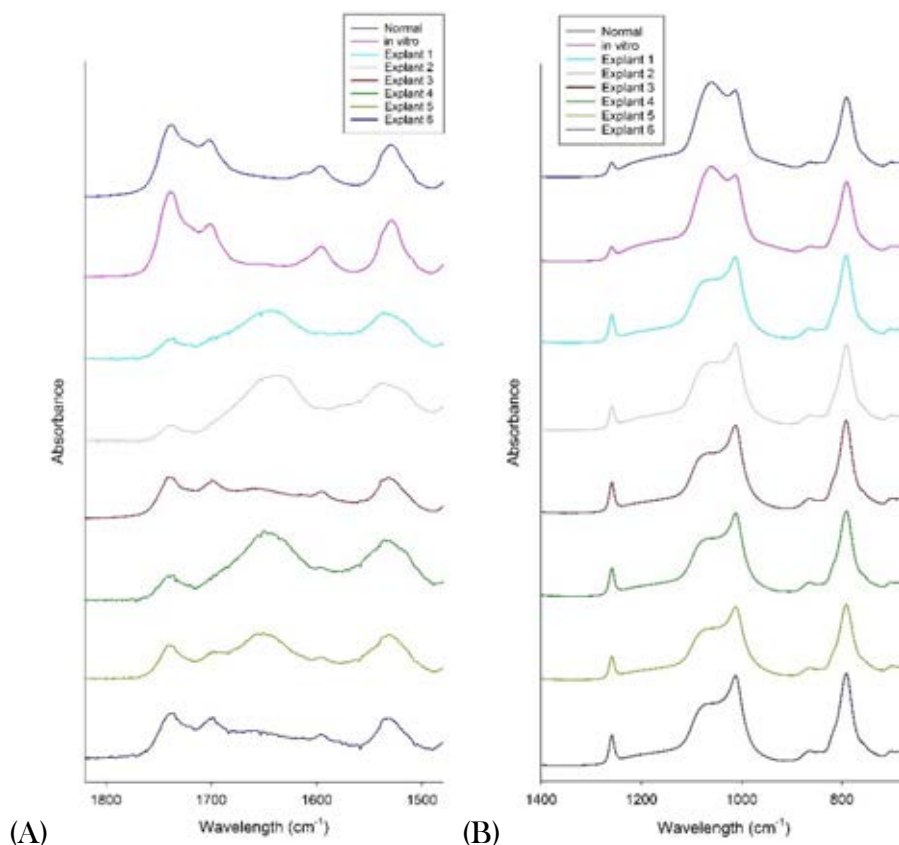 Normal
in vitro
Explant 1
Explant 2
Explant 3
Explant 4
Explant 5
Explant 6
Absorbance
1800 1700 1600 1500
Wavelength (cm-1)
(A)
Normal
in vitro
Explant 1
Explant 2
Explant 3
Explant 4
Explant 5
Explant 6
Absorbance
1400 1200 1000 800
Wavelength (cm-1)
(B)